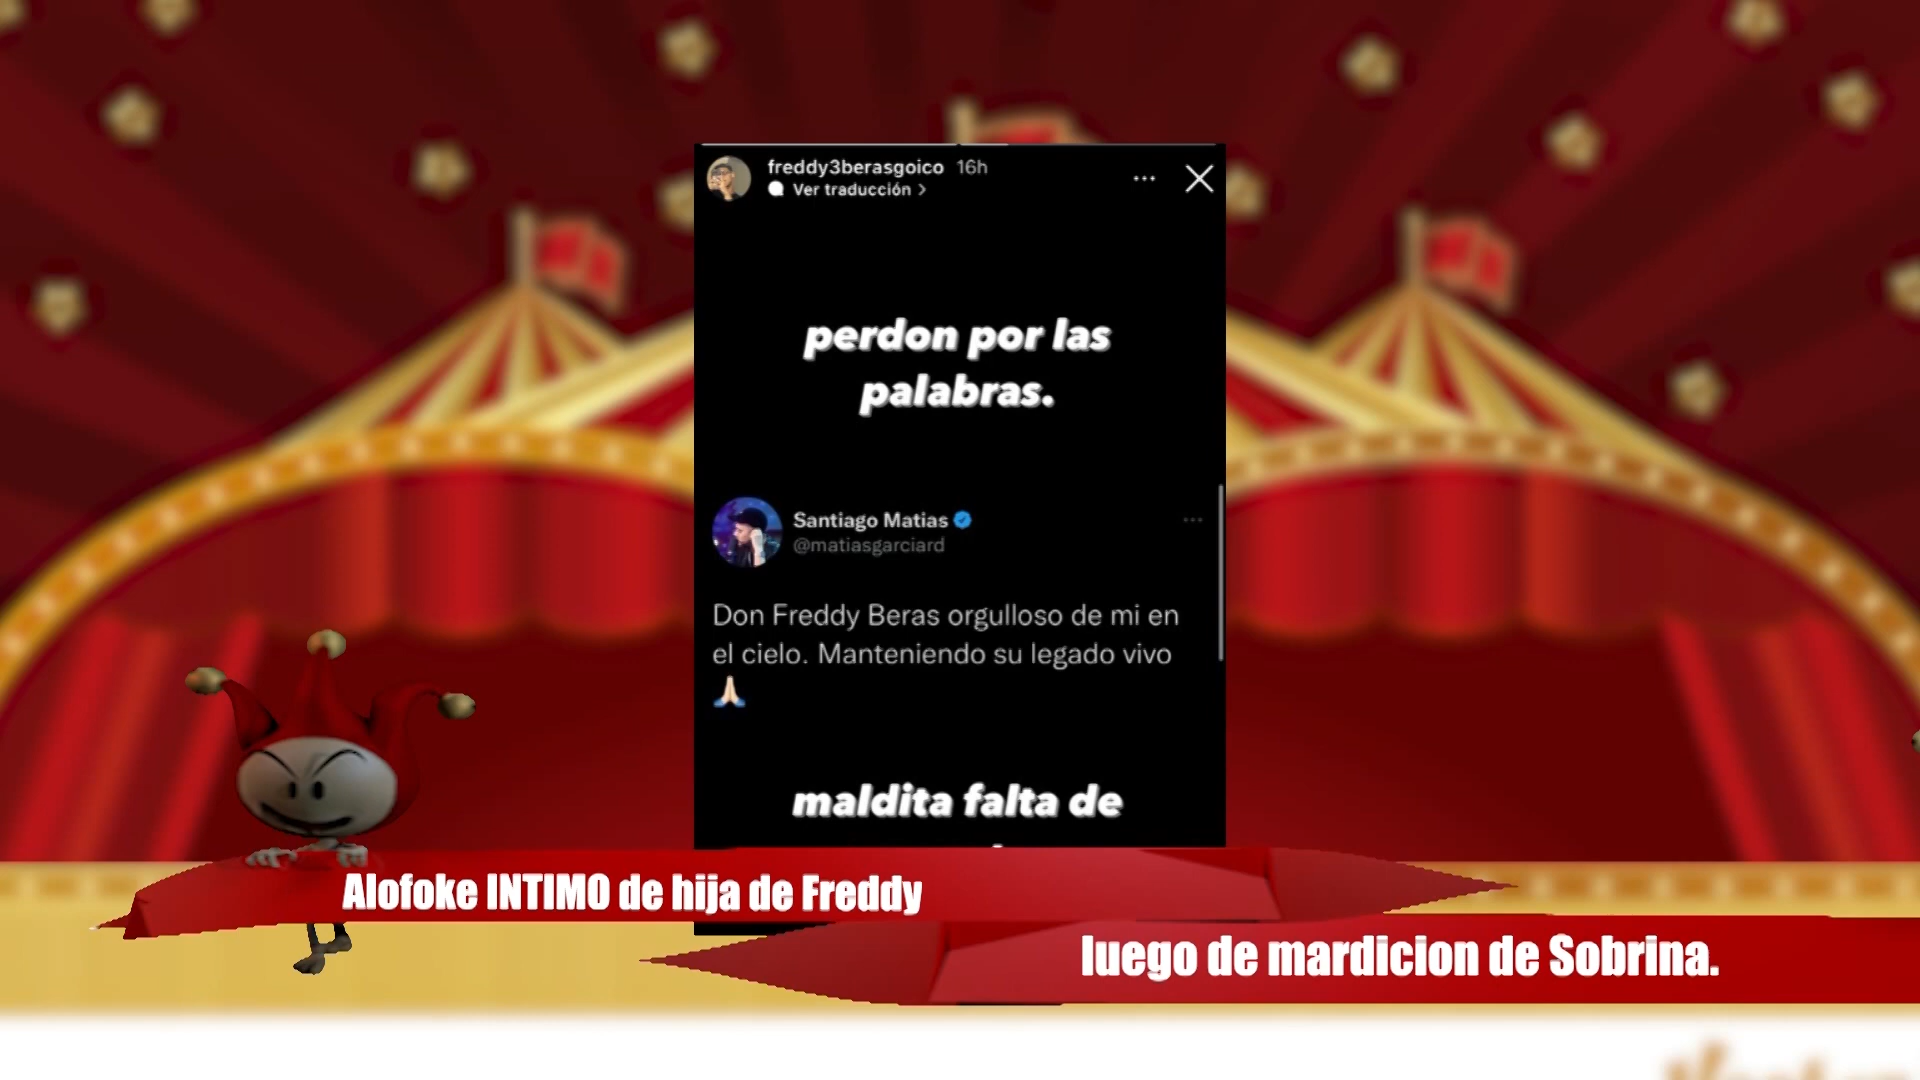 freddy3berasgoico 16h
Ver traducción
perdon por las
palabras.
Santiago Matias
@matiasgarciard
Don Freddy Beras orgulloso de mi en
el cielo. Manteniendo su legado vivo
🙏🏻
maldita falta de
Alofoke INTIMO de hija de Freddy
luego de mardicion de Sobrina.